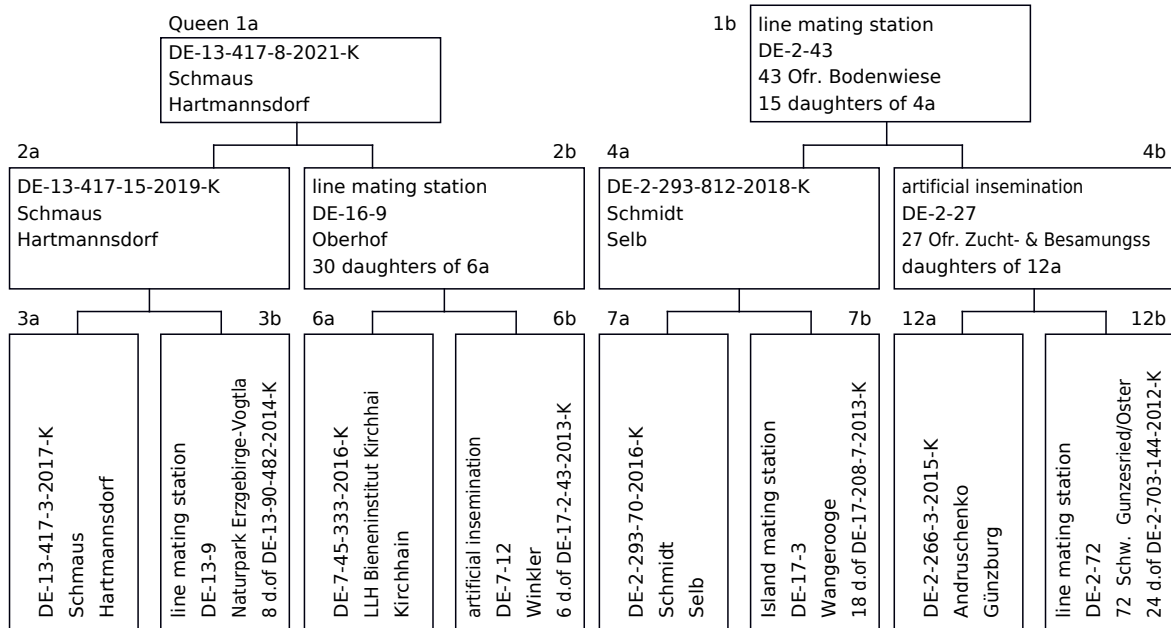 Queen 1a
DE-13-417-8-2021-K
Schmaus
Hartmannsdorf
1b
line mating station
DE-2-43
43 Ofr. Bodenwiese
15 daughters of 4a
2a
DE-13-417-15-2019-K
Schmaus
Hartmannsdorf
2b
line mating station
DE-16-9
Oberhof
30 daughters of 6a
4a
DE-2-293-812-2018-K
Schmidt
Selb
4b
artificial insemination
DE-2-27
27 Ofr. Zucht- & Besamungss
daughters of 12a
3a
DE-13-417-3-2017-K
Schmaus
Hartmannsdorf
3b
line mating station
DE-13-9
Naturpark Erzgebirge-Vogtla
8 d.of DE-13-90-482-2014-K
6a
DE-7-45-333-2016-K
LLH Bieneninstitut Kirchhai
Kirchhain
6b
artificial insemination
DE-7-12
Winkler
6 d.of DE-17-2-43-2013-K
7a
DE-2-293-70-2016-K
Schmidt
Selb
7b
Island mating station
DE-17-3
Wangerooge
18 d.of DE-17-208-7-2013-K
12a
DE-2-266-3-2015-K
Andruschenko
Günzburg
12b
line mating station
DE-2-72
72 Schw. Gunzesried/Oster
24 d.of DE-2-703-144-2012-K